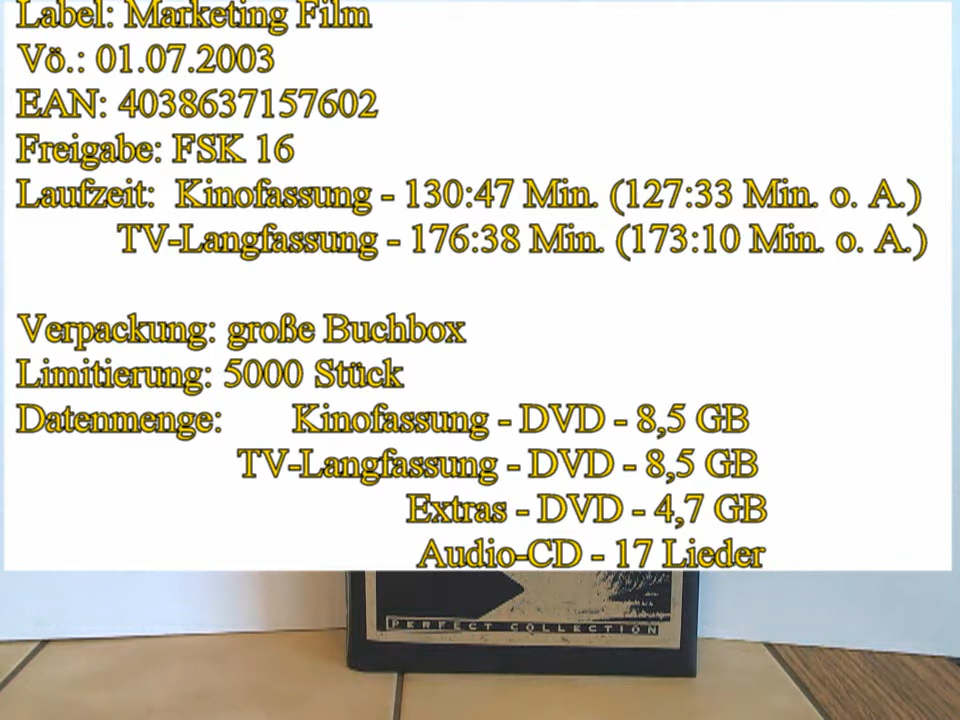 Label: Marketing Film
Vö.: 01.07.2003
EAN: 4038637157602
Freigabe: FSK 16
Laufzeit: Kinofassung - 130:47 Min. (127:33 Min. o. A.)
TV-Langfassung - 176:38 Min. (173:10 Min. o. A.)
Verpackung: große Buchbox
Limitierung: 5000 Stück
Datenmenge: Kinofassung - DVD - 8,5 GB
TV-Langfassung - DVD - 8,5 GB
Extras - DVD - 4,7 GB
Audio-CD - 17 Lieder
PERFECT COLLECTION